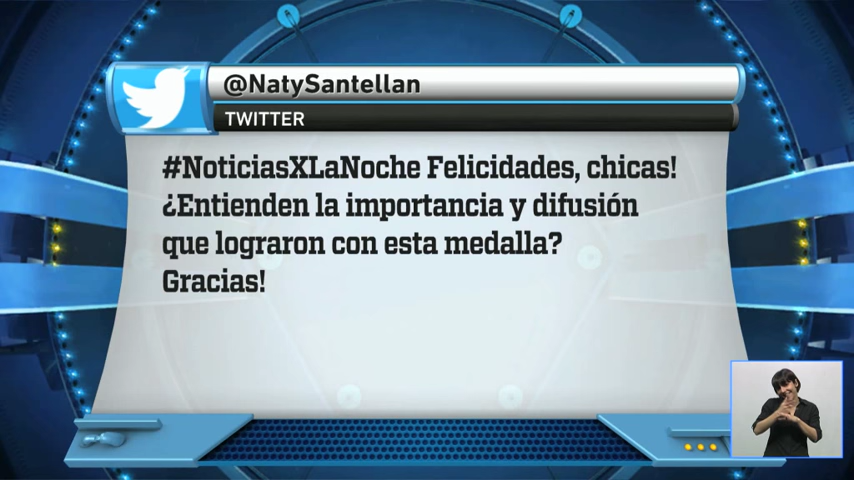 @NatySantellan
TWITTER
#NoticiasXLaNoche Felicidades, chicas!
¿Entienden la importancia y difusión
que lograron con esta medalla?
Gracias!